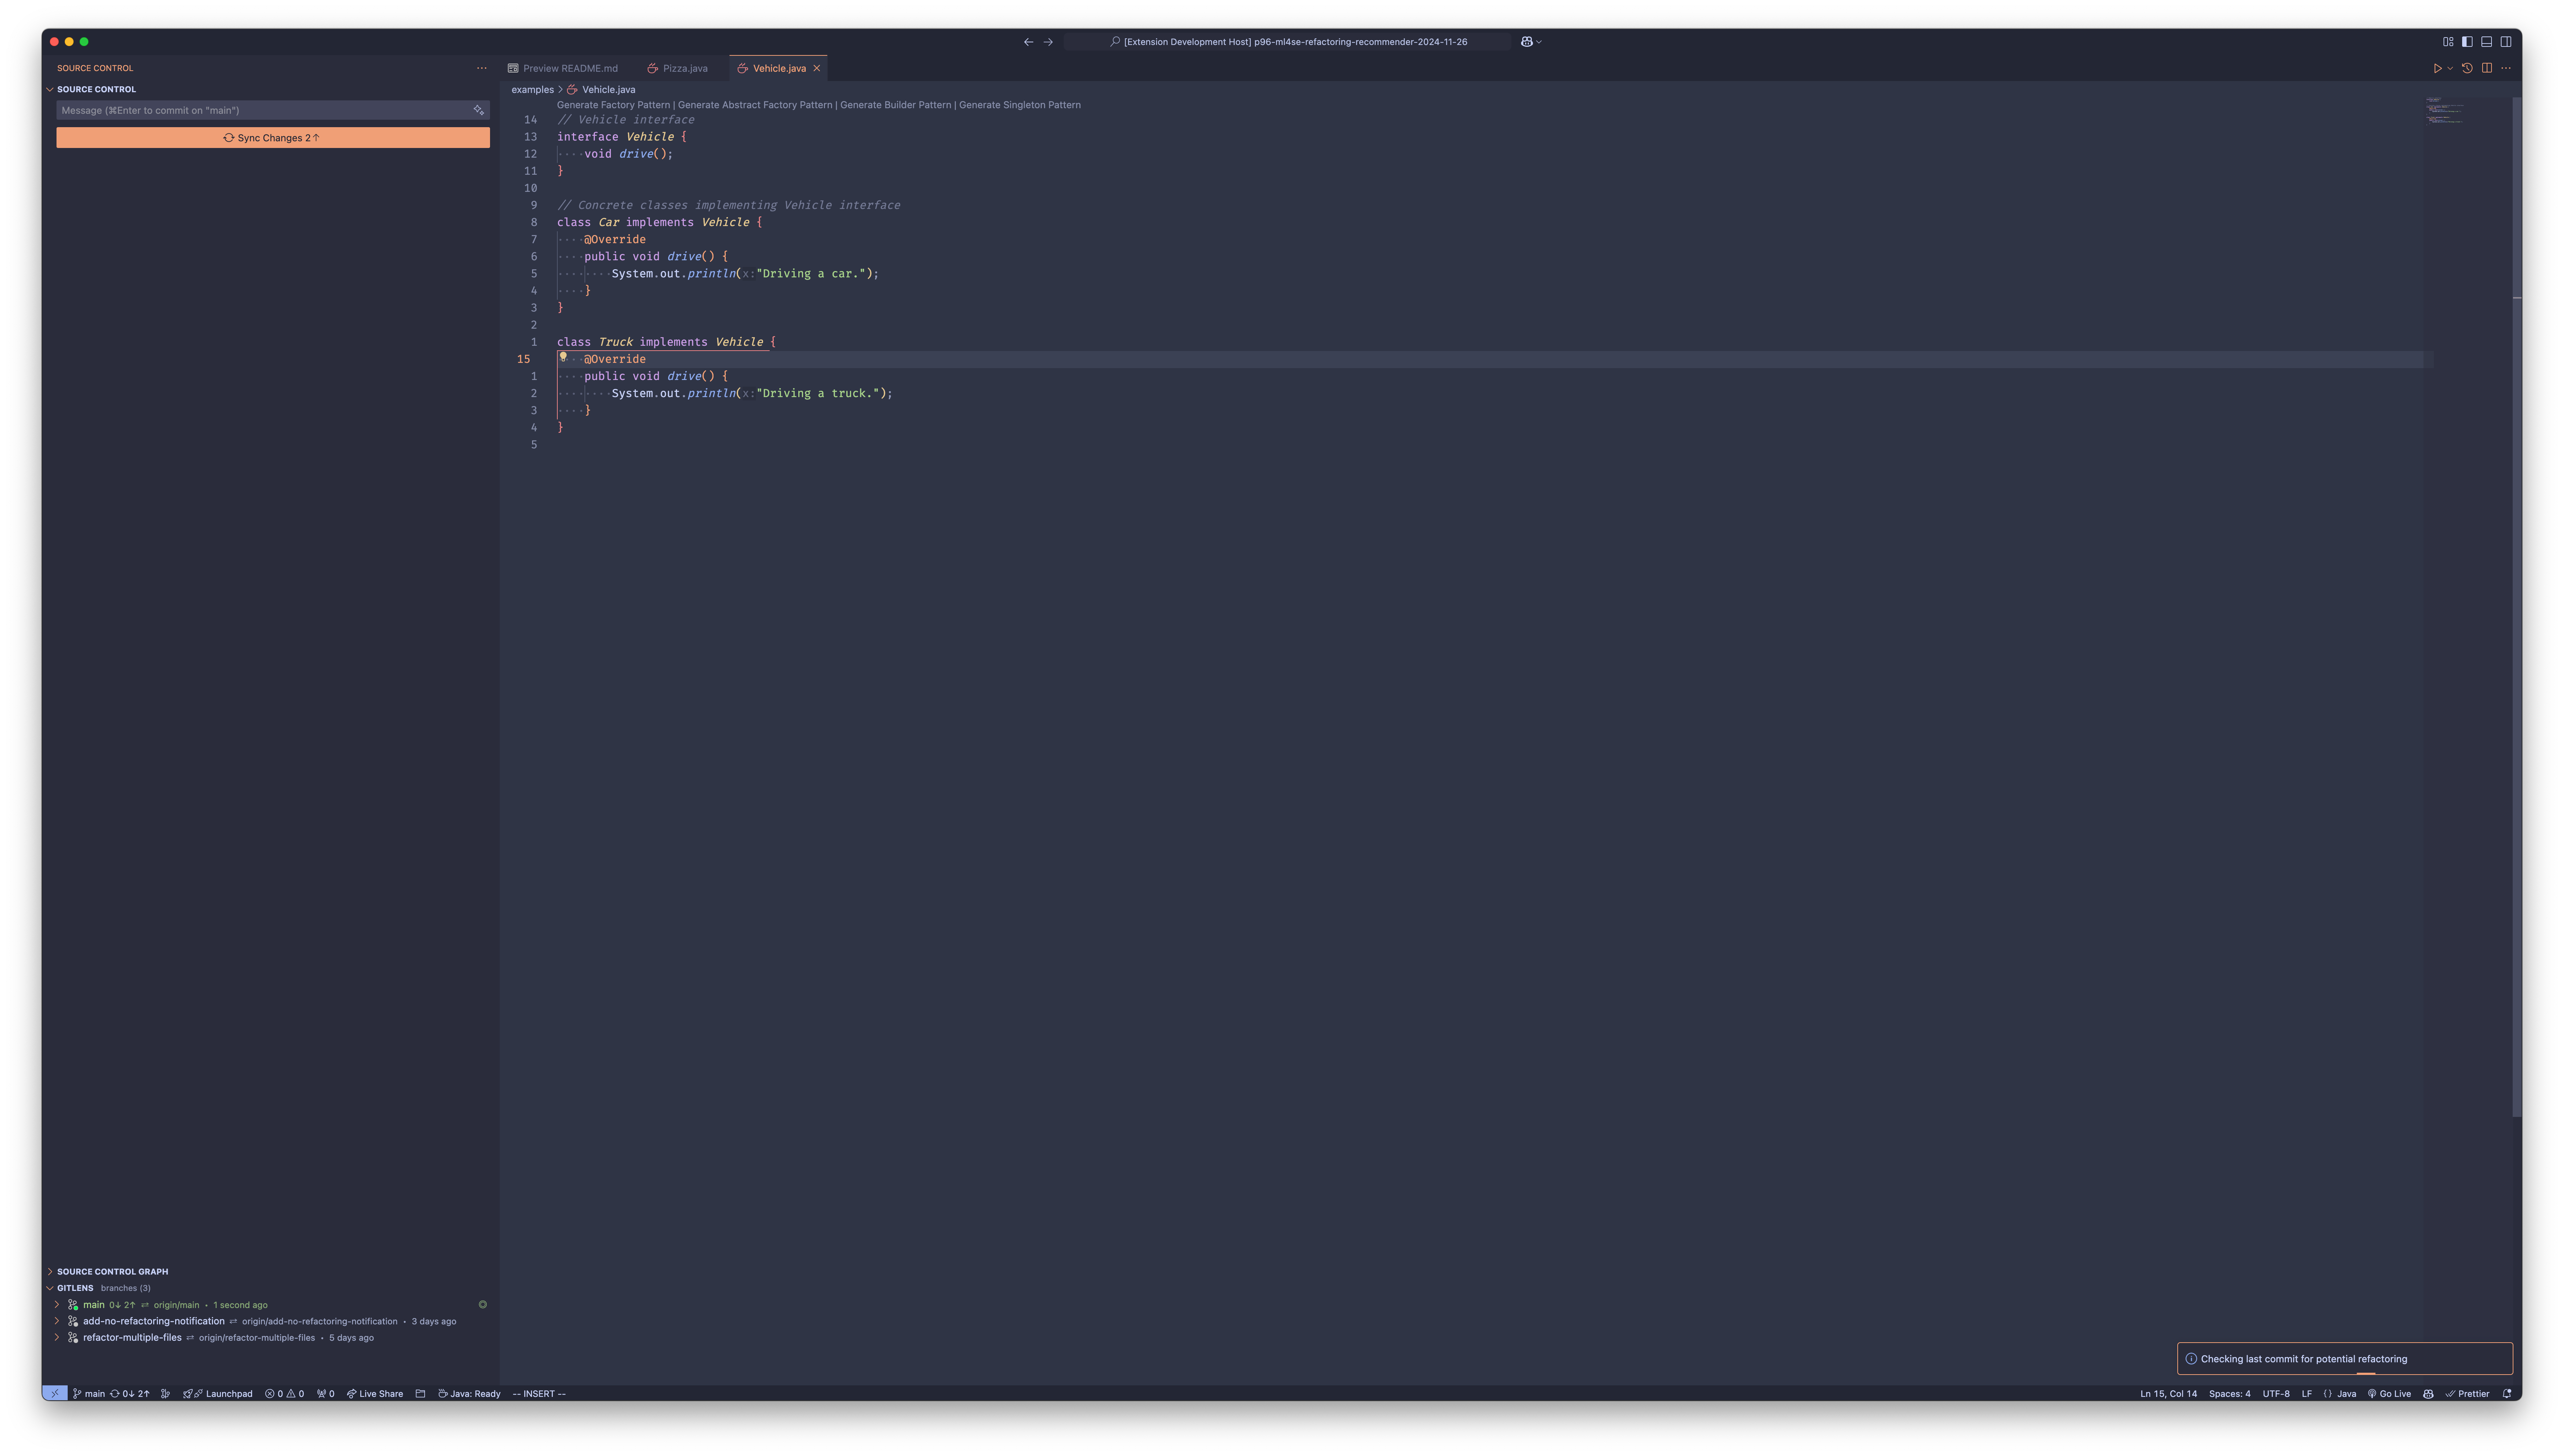 [Extension Development Host] p96-ml4se-refactoring-recommender-2024-11-26
SOURCE CONTROL
SOURCE CONTROL
Message (⌘Enter to commit on "main")
Sync Changes 2↑
Preview README.md
Pizza.java
Vehicle.java
examples > Vehicle.java
Generate Factory Pattern | Generate Abstract Factory Pattern | Generate Builder Pattern | Generate Singleton Pattern
14 // Vehicle interface
13 interface Vehicle {
12 ····void drive();
11 }
10
9 // Concrete classes implementing Vehicle interface
8 class Car implements Vehicle {
7 ····@Override
6 ····public void drive() {
5 ········System.out.println(x:"Driving a car.");
4 ····}
3 }
2
1 class Truck implements Vehicle {
15 ····@Override
1 ····public void drive() {
2 ········System.out.println(x:"Driving a truck.");
3 ····}
4 }
5
SOURCE CONTROL GRAPH
GITLENS branches (3)
main 0↓ 2↑ ⇌ origin/main • 1 second ago
add-no-refactoring-notification ⇌ origin/add-no-refactoring-notification • 3 days ago
refactor-multiple-files ⇌ origin/refactor-multiple-files • 5 days ago
Checking last commit for potential refactoring
main 0↓ 2↑ Launchpad 0 0 0 Live Share Java: Ready -- INSERT --
Ln 15, Col 14 Spaces: 4 UTF-8 LF {} Java Go Live Prettier